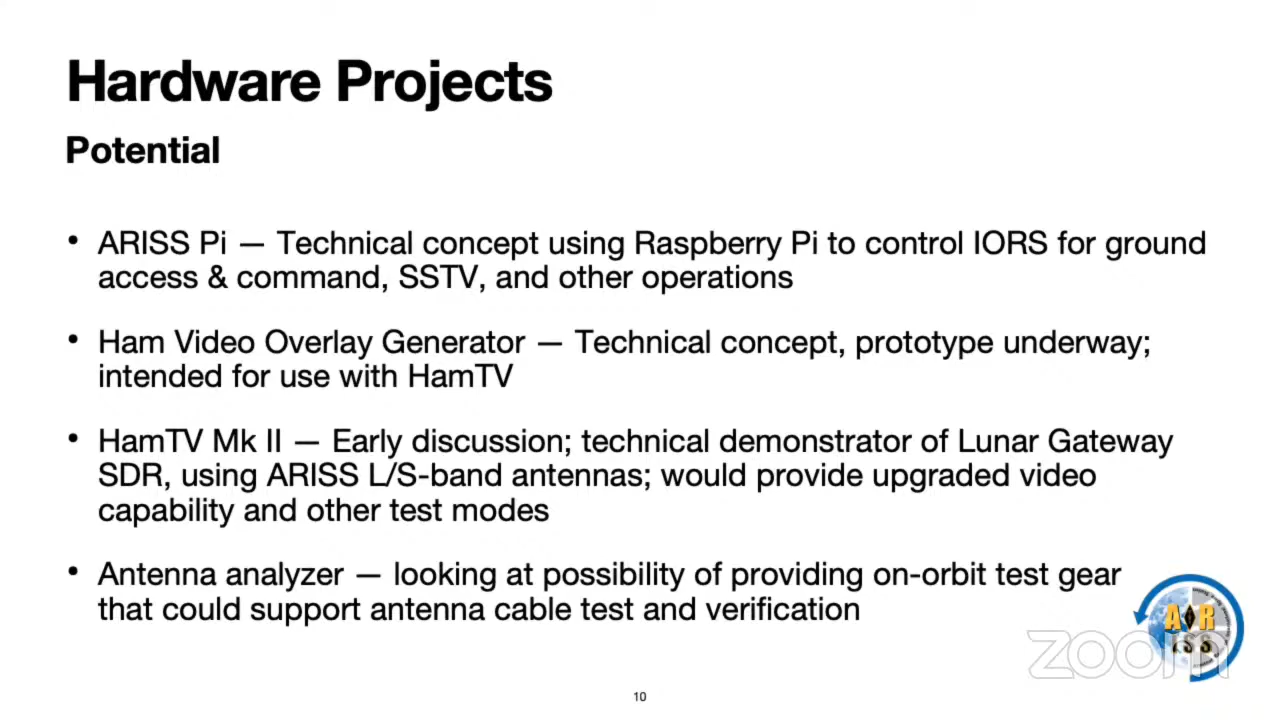 Hardware Projects
Potential
• ARISS Pi — Technical concept using Raspberry Pi to control IORS for ground
access & command, SSTV, and other operations
• Ham Video Overlay Generator — Technical concept, prototype underway;
intended for use with HamTV
• HamTV Mk II — Early discussion; technical demonstrator of Lunar Gateway
SDR, using ARISS L/S-band antennas; would provide upgraded video
capability and other test modes
• Antenna analyzer — looking at possibility of providing on-orbit test gear
that could support antenna cable test and verification
A R
ISS
zoom
10